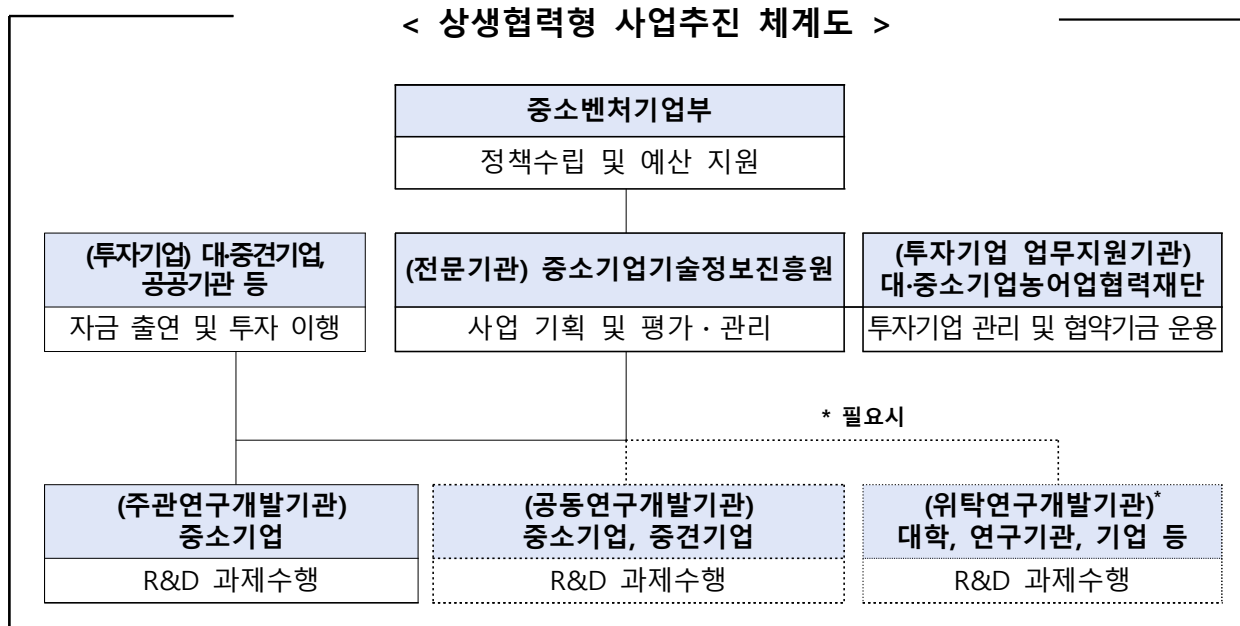 < 상생협력형 사업추진 체계도 >
중소벤처기업부
정책수립 및 예산 지원
(투자기업) 대·중견기업,
공공기관 등
자금 출연 및 투자 이행
(전문기관) 중소기업기술정보진흥원
사업 기획 및 평가·관리
(투자기업 업무지원기관)
대·중소기업농어업협력재단
투자기업 관리 및 협약기금 운용
* 필요시
(주관연구개발기관)
중소기업
R&D 과제수행
(공동연구개발기관)
중소기업, 중견기업
R&D 과제수행
(위탁연구개발기관)*
대학, 연구기관, 기업 등
R&D 과제수행